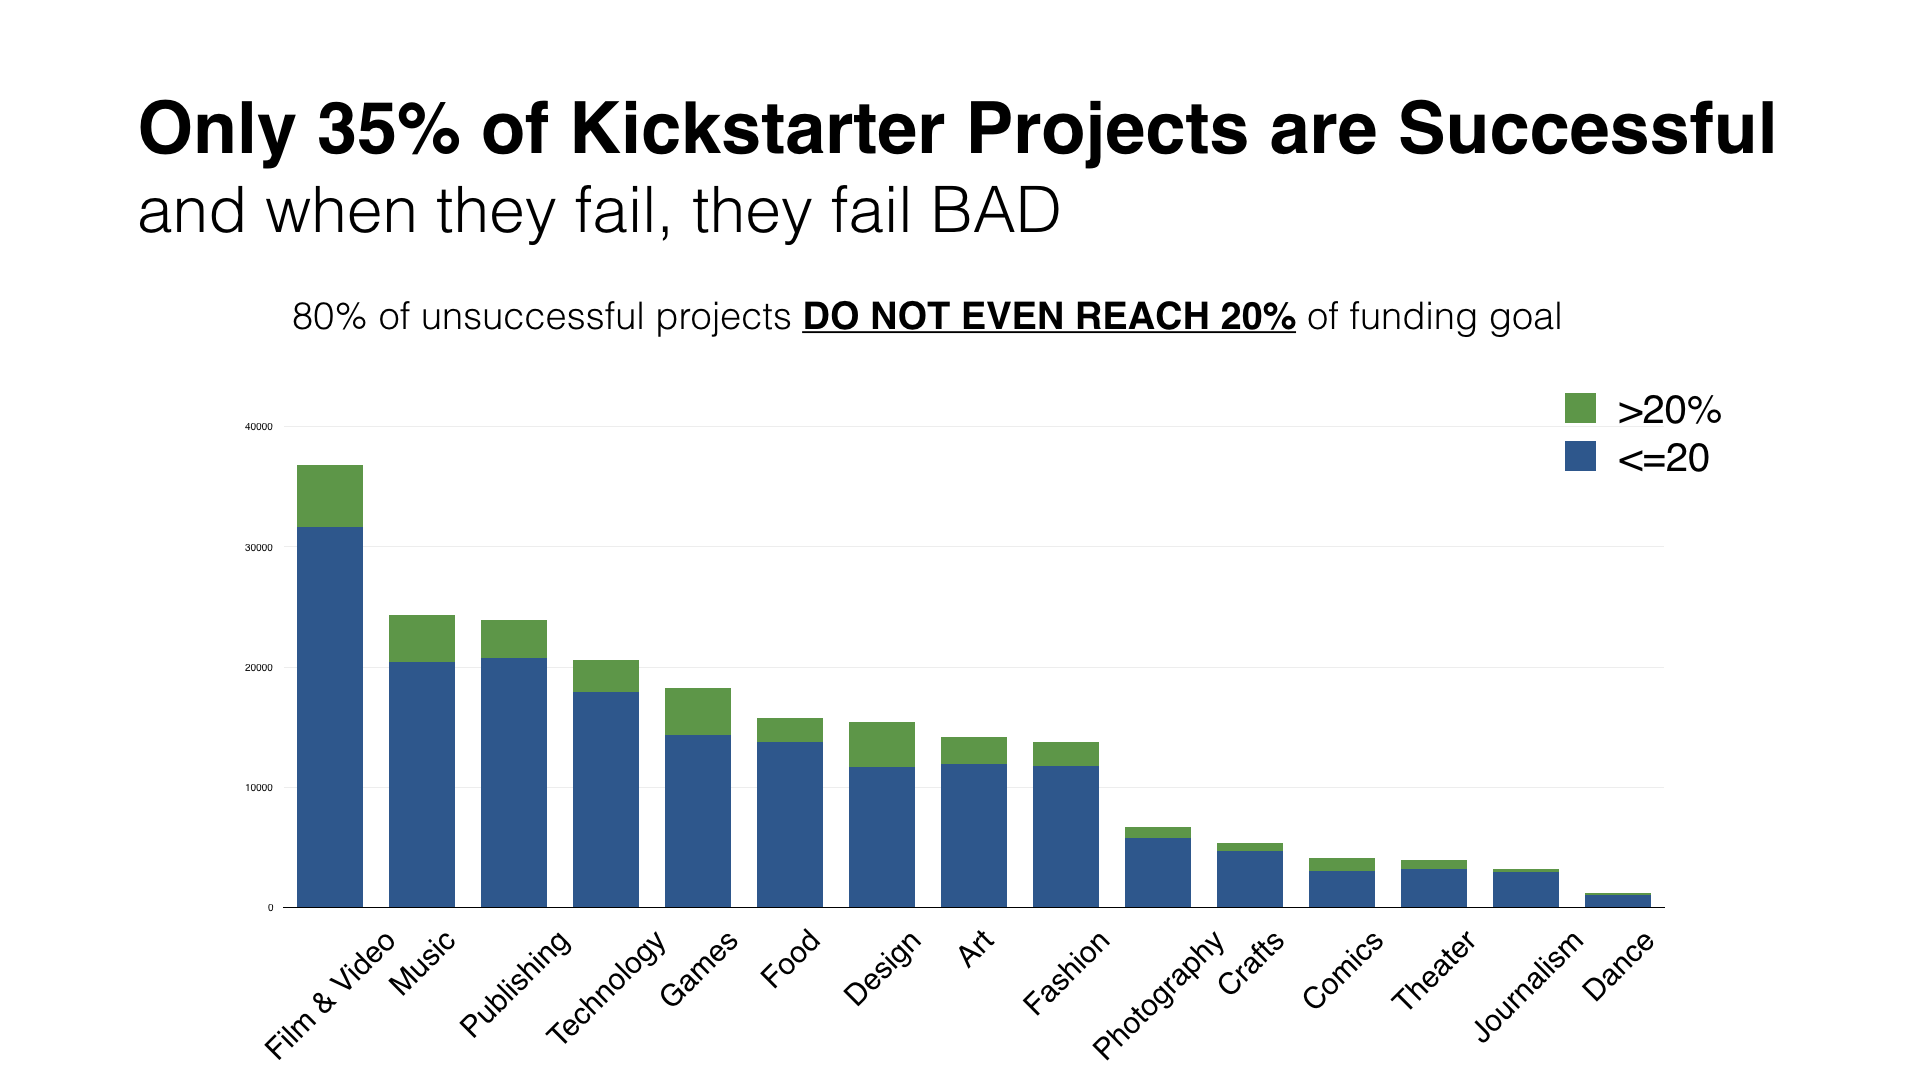 Only 35% of Kickstarter Projects are Successful
and when they fail, they fail BAD
80% of unsuccessful projects DO NOT EVEN REACH 20% of funding goal
>20%
<=20
40000
30000
20000
10000
0
Film & Video
Music
Publishing
Technology
Games
Food
Design
Art
Fashion
Photography
Crafts
Comics
Theater
Journalism
Dance